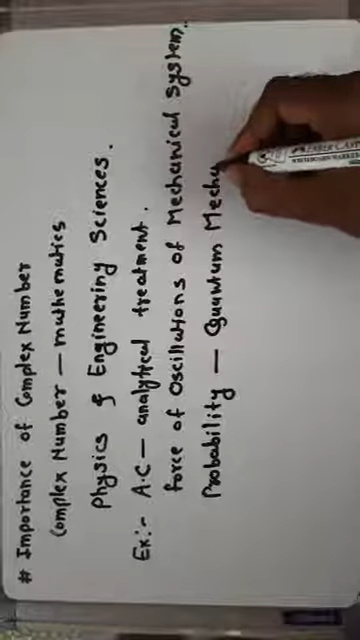 # Importance of Complex Number
Complex Number — mathematics
Physics & Engineering Sciences.
Ex:- A.C — analytical treatment.
force of Oscillations of Mechanical System.
Probability — Quantum Mecha